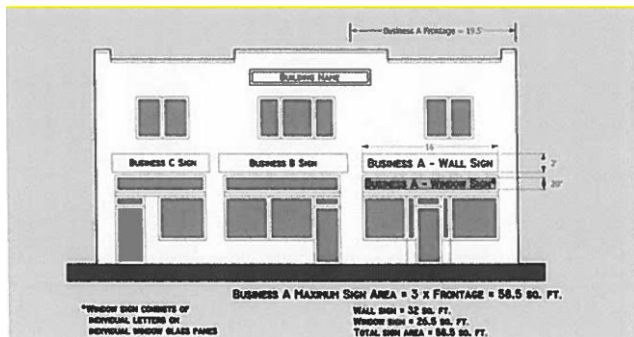 Business A Frontage = 19.5'
Building Name
16'
Business C Sign
Business B Sign
Business A - Wall Sign
2'
Business A - Window Sign*
20"
Business A Maximum Sign Area = 3 x Frontage = 58.5 sq. ft.
*Window sign consists of
individual letters on
individual window glass panes
Wall sign = 32 sq. ft.
Window sign = 26.5 sq. ft.
Total sign area = 58.5 sq. ft.